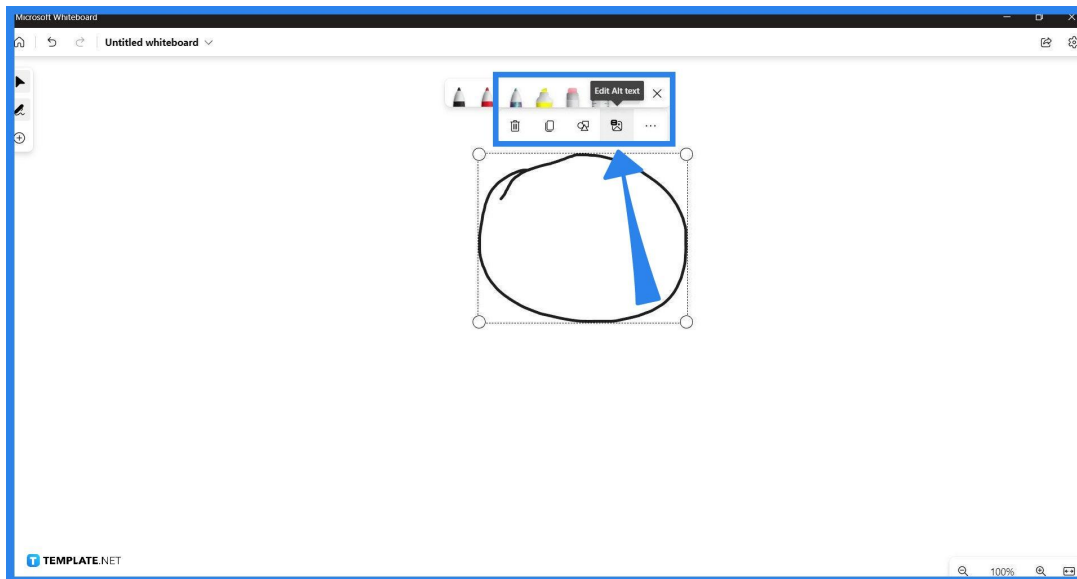 Microsoft Whiteboard
Untitled whiteboard
Edit Alt text
TEMPLATE.NET
100%